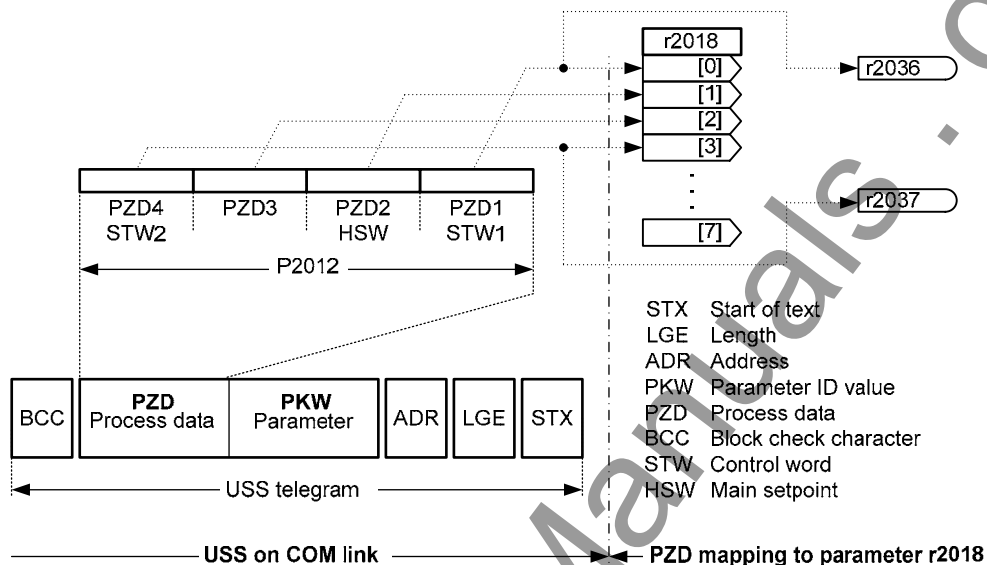 r2018
[0]
r2036
[1]
[2]
[3]
PZD4 PZD3 PZD2 PZD1
STW2 HSW STW1
r2037
[7]
P2012
STX Start of text
LGE Length
ADR Address
PKW Parameter ID value
PZD Process data
BCC Block check character
STW Control word
HSW Main setpoint
BCC
PZD
Process data
PKW
Parameter
ADR
LGE
STX
USS telegram
USS on COM link
PZD mapping to parameter r2018
Manuals . c